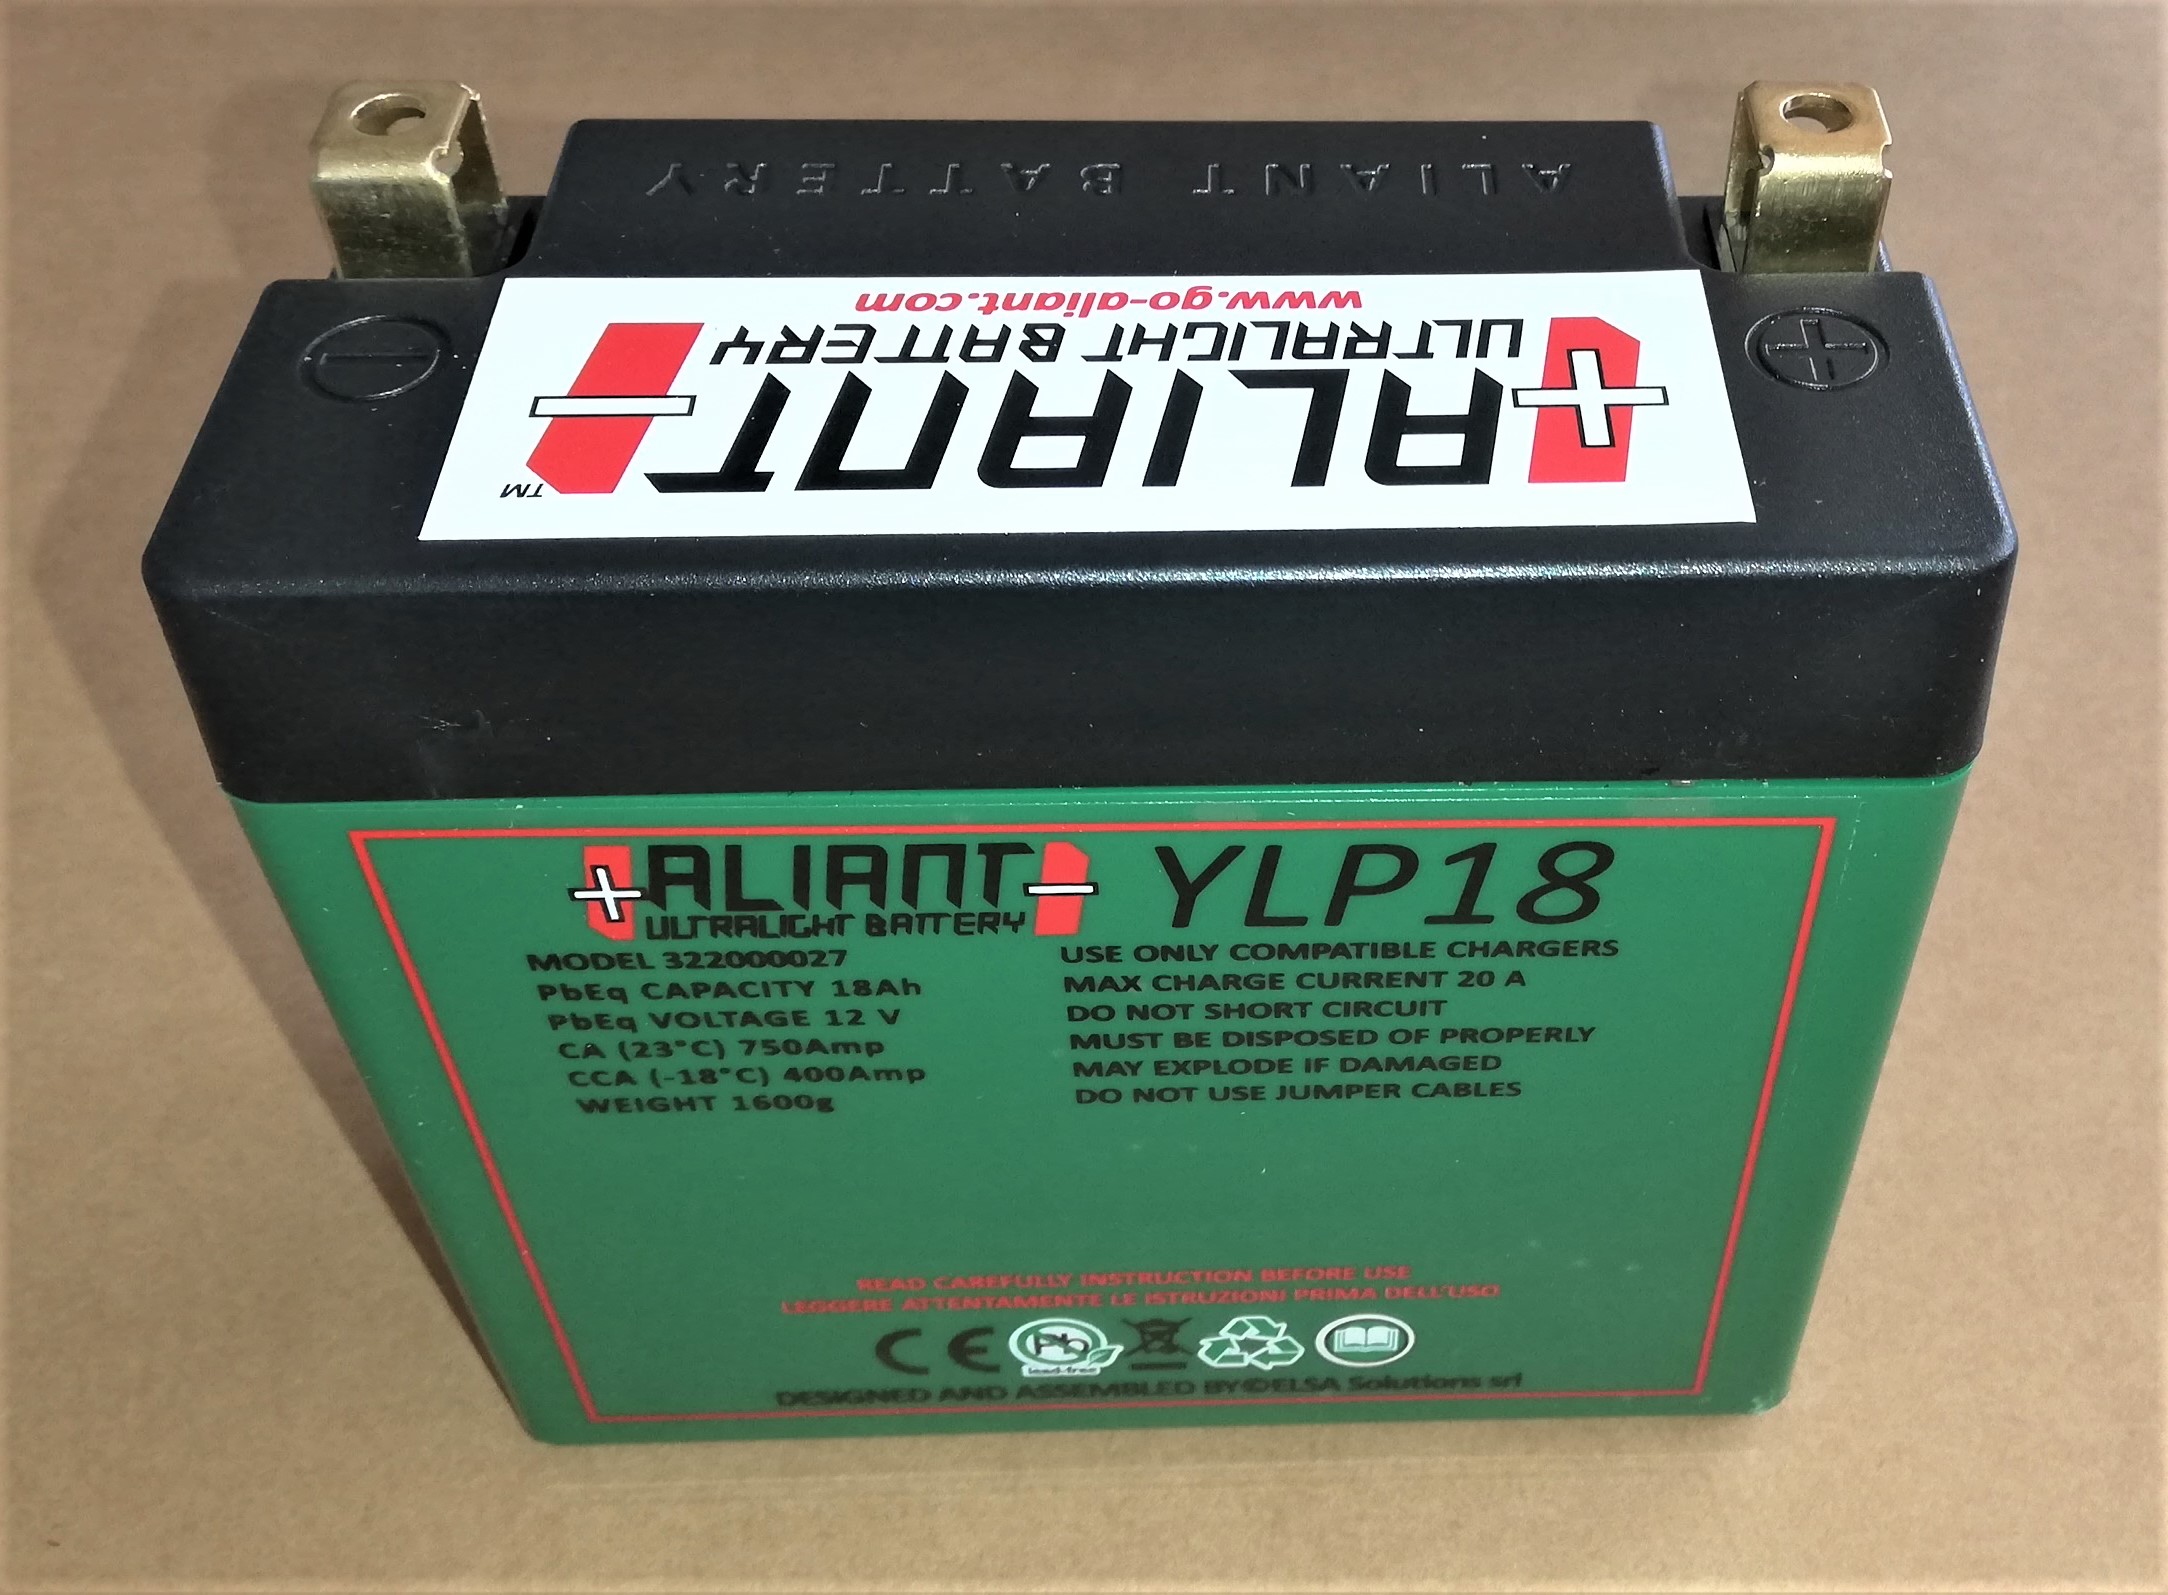 ALIANT BATTERY
www.go-aliant.com
ULTRALIGHT BATTERY
ALIANT
TM
ALIANT YLP18
ULTRALIGHT BATTERY
MODEL 322000027
PbEq CAPACITY 18Ah
PbEq VOLTAGE 12 V
CA (23°C) 750Amp
CCA (-18°C) 400Amp
WEIGHT 1600g
USE ONLY COMPATIBLE CHARGERS
MAX CHARGE CURRENT 20 A
DO NOT SHORT CIRCUIT
MUST BE DISPOSED OF PROPERLY
MAY EXPLODE IF DAMAGED
DO NOT USE JUMPER CABLES
READ CAREFULLY INSTRUCTION BEFORE USE
LEGGERE ATTENTAMENTE LE ISTRUZIONI PRIMA DELL'USO
CE
Pb
lead-free
DESIGNED AND ASSEMBLED BY©ELSA Solutions srl